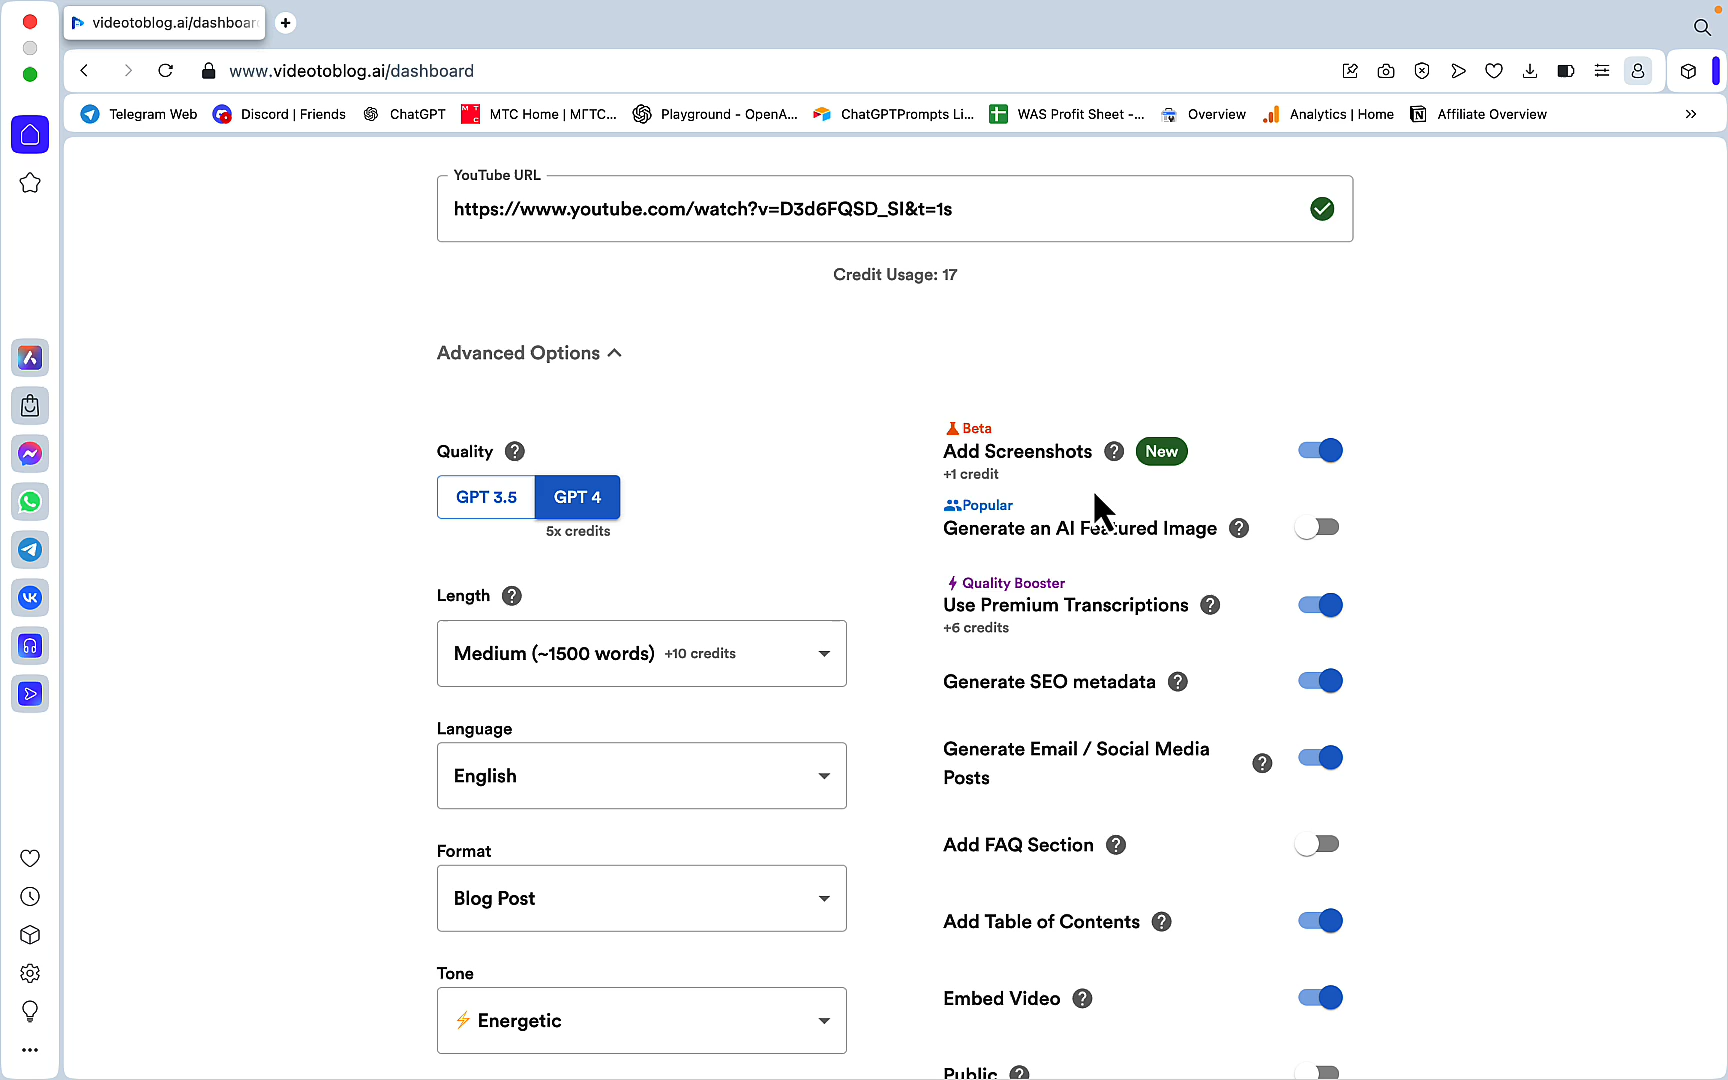 videotoblog.ai/dashboar
www.videotoblog.ai/dashboard
Telegram Web
Discord | Friends
ChatGPT
МТС Home | МГТС...
Playground - OpenA...
ChatGPTPrompts Li...
WAS Profit Sheet -...
Overview
Analytics | Home
Affiliate Overview
YouTube URL
https://www.youtube.com/watch?v=D3d6FQSD_SI&t=1s
Credit Usage: 17
Advanced Options
Quality
GPT 3.5
GPT 4
5x credits
Length
Medium (~1500 words) +10 credits
Language
English
Format
Blog Post
Tone
Energetic
Beta
Add Screenshots
New
+1 credit
Popular
Generate an AI Featured Image
Quality Booster
Use Premium Transcriptions
+6 credits
Generate SEO metadata
Generate Email / Social Media
Posts
Add FAQ Section
Add Table of Contents
Embed Video
Public